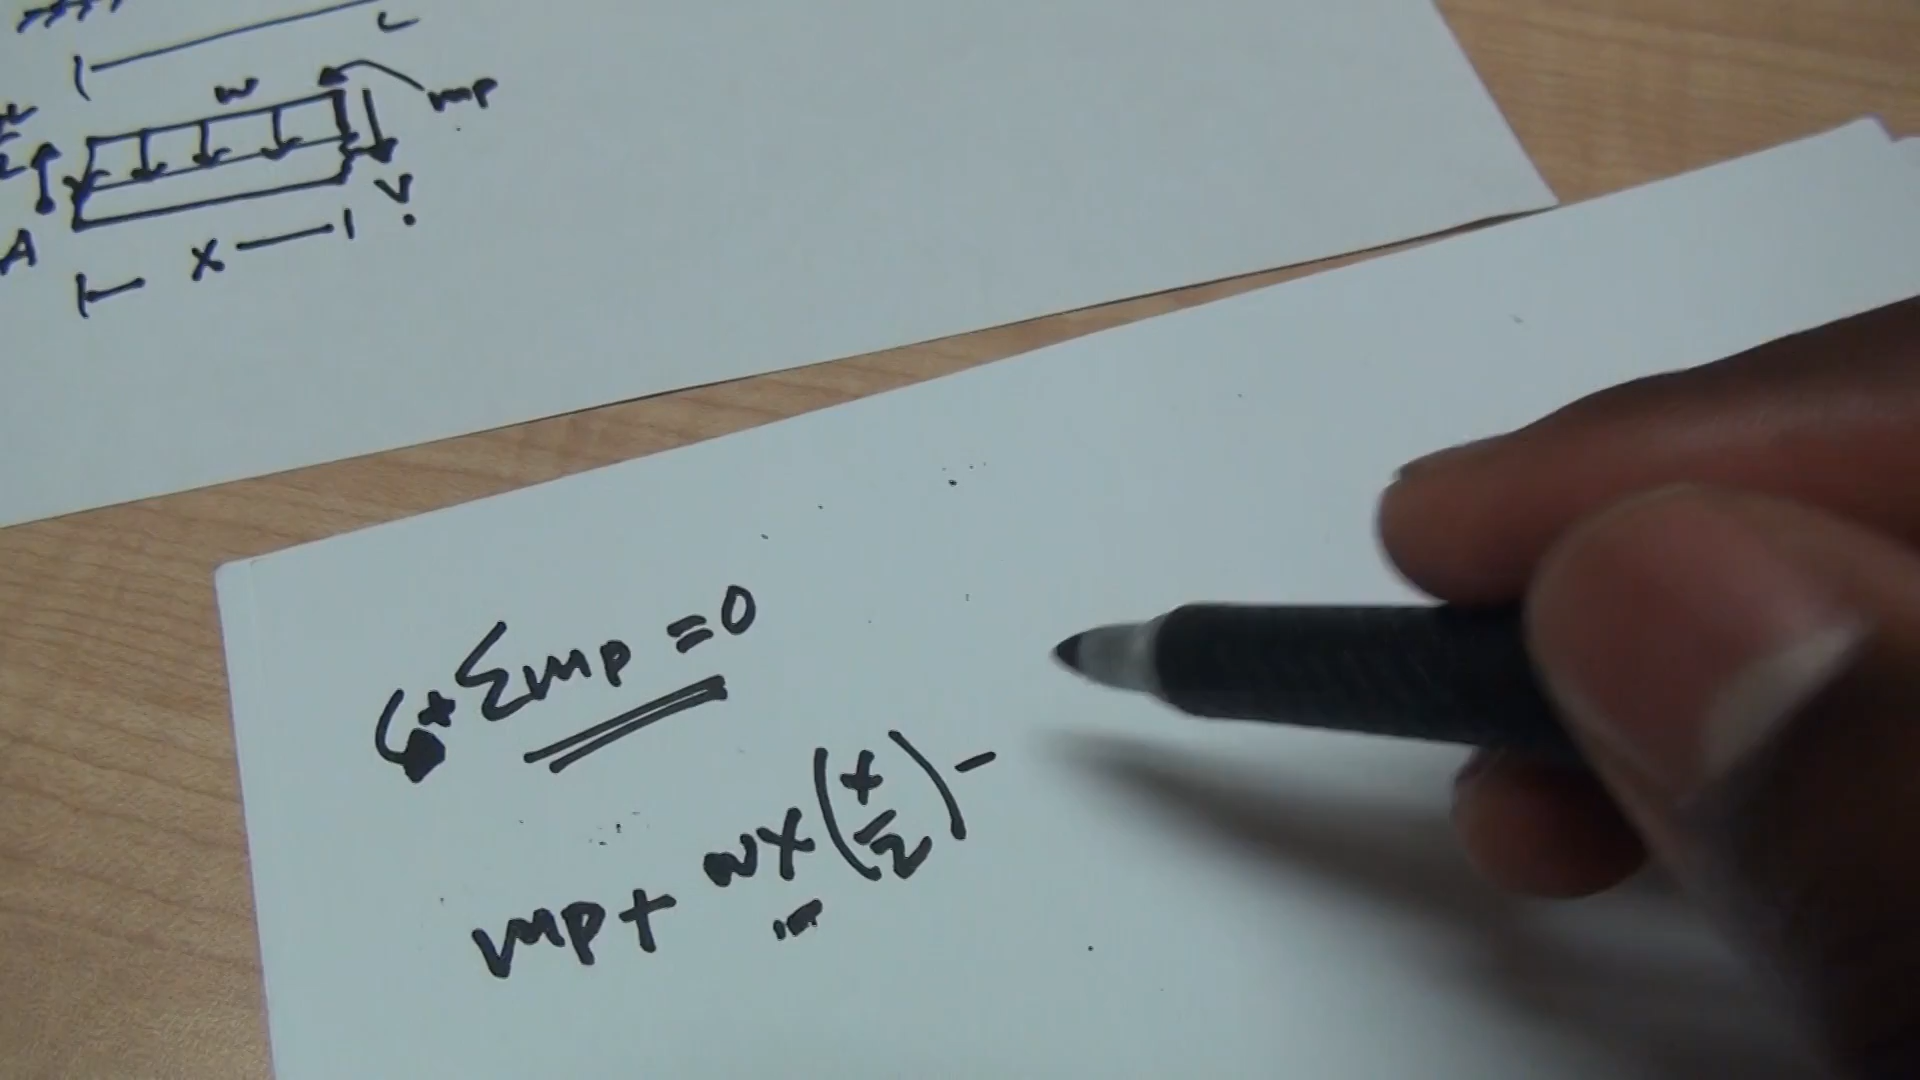 L
w
mp
V
A
X
+ Σmp = 0
mp + wx (x/2) -